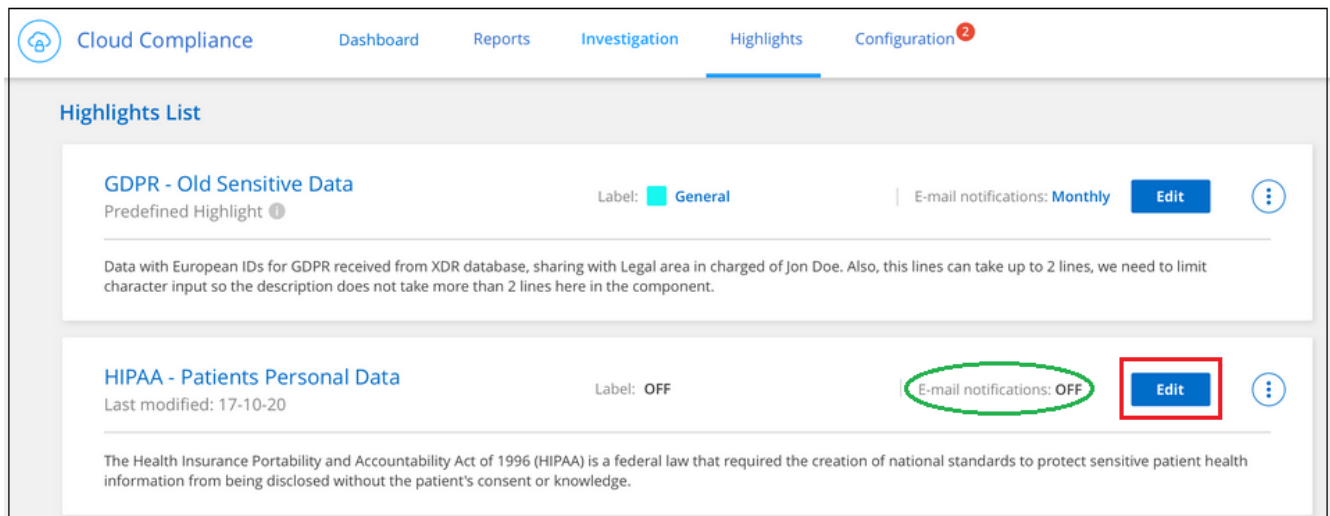 Cloud Compliance Dashboard Reports Investigation Highlights Configuration 2
Highlights List
GDPR - Old Sensitive Data
Predefined Highlight i
Label: General
E-mail notifications: Monthly
Edit
Data with European IDs for GDPR received from XDR database, sharing with Legal area in charged of Jon Doe. Also, this lines can take up to 2 lines, we need to limit
character input so the description does not take more than 2 lines here in the component.
HIPAA - Patients Personal Data
Last modified: 17-10-20
Label: OFF
E-mail notifications: OFF
Edit
The Health Insurance Portability and Accountability Act of 1996 (HIPAA) is a federal law that required the creation of national standards to protect sensitive patient health
information from being disclosed without the patient's consent or knowledge.